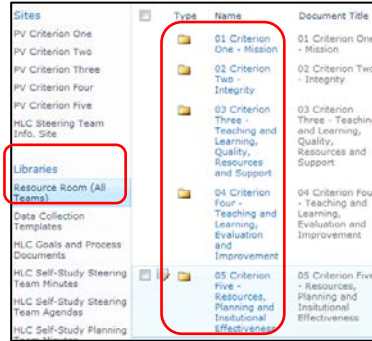 Sites
PV Criterion One
PV Criterion Two
PV Criterion Three
PV Criterion Four
PV Criterion Five
HLC Steering Team
Info. Site
Libraries
Resource Room (All
Teams)
Data Collection
Templates
HLC Goals and Process
Documents
HLC Self-Study Steering
Team Minutes
HLC Self-Study Steering
Team Agendas
HLC Self-Study Planning
Team Minutes
Type Name Document Title
01 Criterion
One - Mission
01 Criterion One
- Mission
02 Criterion
Two -
Integrity
02 Criterion Two
- Integrity
03 Criterion
Three -
Teaching and
Learning,
Quality,
Resources
and Support
03 Criterion
Three - Teaching
and Learning,
Quality,
Resources and
Support
04 Criterion
Four -
Teaching and
Learning,
Evaluation
and
Improvement
04 Criterion Four
- Teaching and
Learning,
Evaluation and
Improvement
05 Criterion
Five -
Resources,
Planning and
Insitutional
Effectiveness
05 Criterion Five
- Resources,
Planning and
Insitutional
Effectiveness